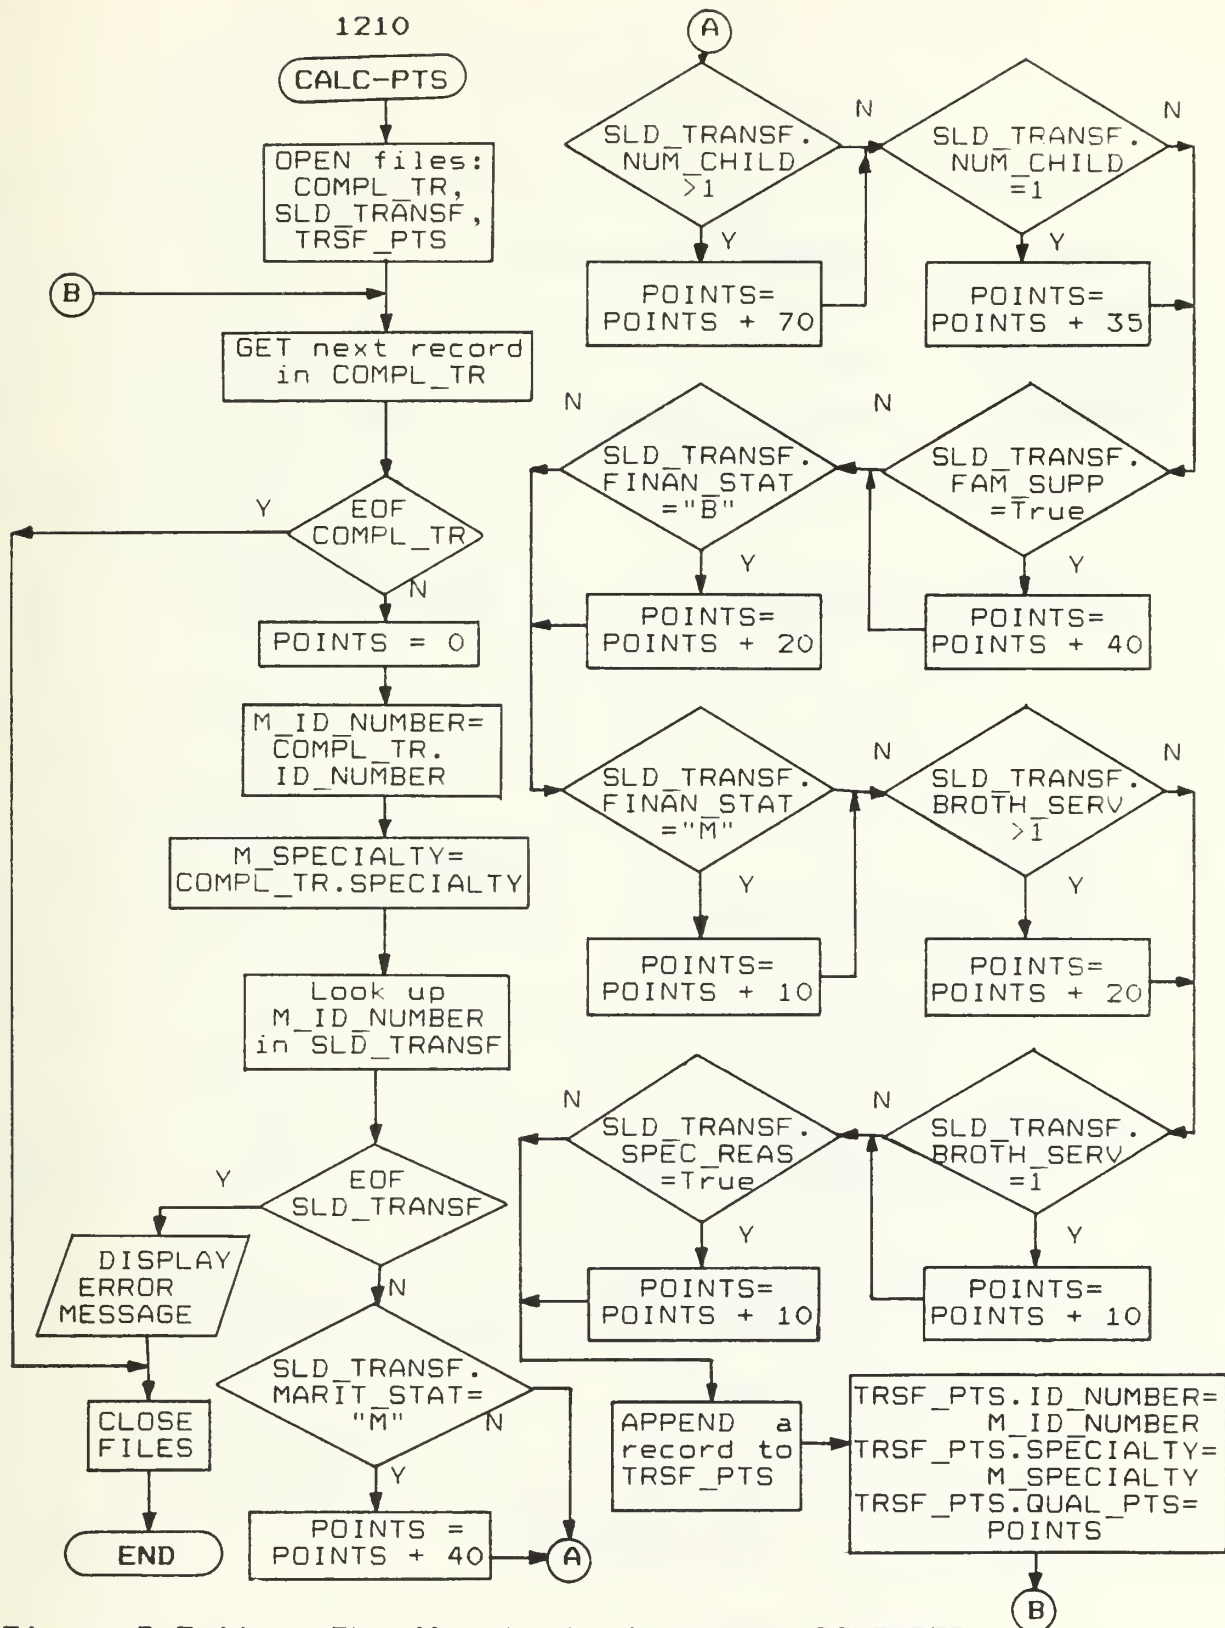 1210
CALC-PTS
OPEN files:
COMPL_TR,
SLD_TRANSF,
TRSF_PTS
B
GET next record
in COMPL_TR
Y
EOF
COMPL_TR
N
POINTS = 0
M_ID_NUMBER=
COMPL_TR.
ID_NUMBER
M_SPECIALTY=
COMPL_TR.SPECIALTY
Look up
M_ID_NUMBER
in SLD_TRANSF
Y
EOF
SLD_TRANSF
N
DISPLAY
ERROR
MESSAGE
CLOSE
FILES
END
SLD_TRANSF.
MARIT_STAT=
"M"
N
Y
POINTS =
POINTS + 40
A
A
SLD_TRANSF.
NUM_CHILD
>1
N
Y
POINTS=
POINTS + 70
SLD_TRANSF.
NUM_CHILD
=1
N
Y
POINTS=
POINTS + 35
SLD_TRANSF.
FAM_SUPP
=True
N
Y
POINTS=
POINTS + 40
SLD_TRANSF.
FINAN_STAT
="B"
N
Y
POINTS=
POINTS + 20
SLD_TRANSF.
FINAN_STAT
="M"
N
Y
POINTS=
POINTS + 10
SLD_TRANSF.
BROTH_SERV
>1
N
Y
POINTS=
POINTS + 20
SLD_TRANSF.
BROTH_SERV
=1
N
Y
POINTS=
POINTS + 10
SLD_TRANSF.
SPEC_REAS
=True
N
Y
POINTS=
POINTS + 10
APPEND a
record to
TRSF_PTS
TRSF_PTS.ID_NUMBER=
M_ID_NUMBER
TRSF_PTS.SPECIALTY=
M_SPECIALTY
TRSF_PTS.QUAL_PTS=
POINTS
B